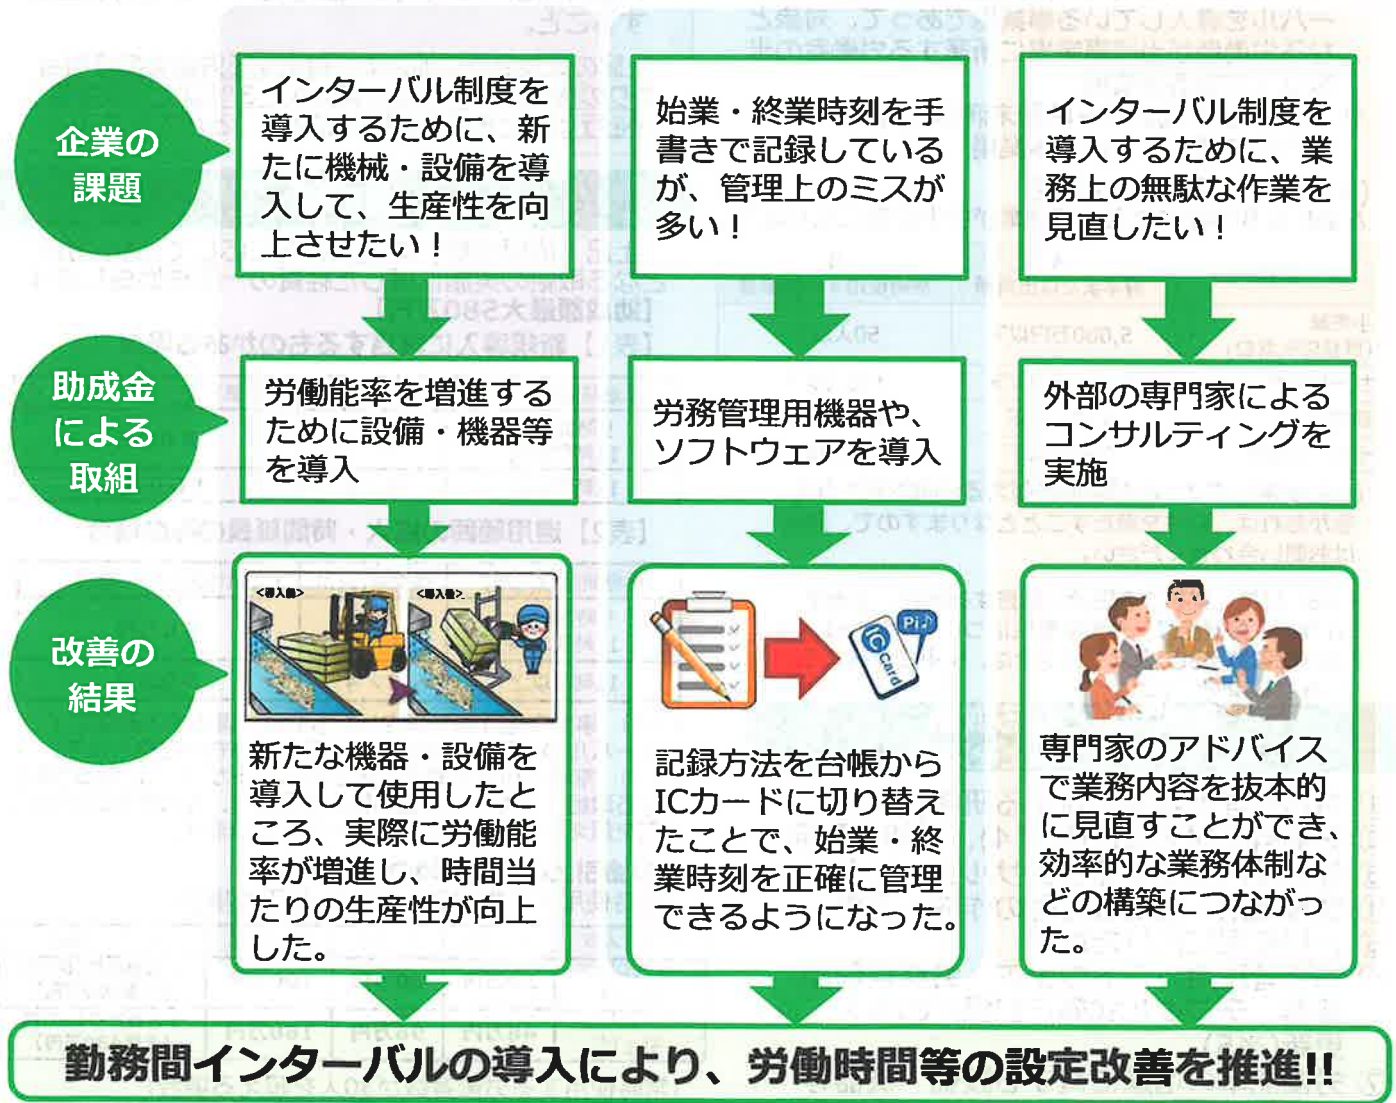 企業の
課題
インターバル制度を
導入するために、新
たに機械・設備を導
入して、生産性を向
上させたい！
始業・終業時刻を手
書きで記録している
が、管理上のミスが
多い！
インターバル制度を
導入するために、業
務上の無駄な作業を
見直したい！
助成金
による
取組
労働能率を増進する
ために設備・機器等
を導入
労務管理用機器や、
ソフトウェアを導入
外部の専門家による
コンサルティングを
実施
改善の
結果
<導入前>
<導入後>
新たな機器・設備を
導入して使用したと
ころ、実際に労働能
率が増進し、時間当
たりの生産性が向上
した。
Pi♪
IC Card
記録方法を台帳から
ICカードに切り替え
たことで、始業・終
業時刻を正確に管理
できるようになった。
専門家のアドバイス
で業務内容を抜本的
に見直すことができ、
効率的な業務体制な
どの構築につながっ
た。
勤務間インターバルの導入により、労働時間等の設定改善を推進!!